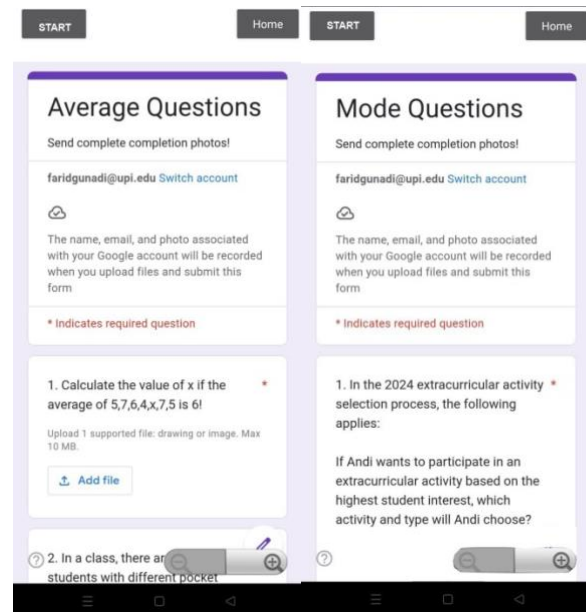 START
Home
Average Questions
Send complete completion photos!
faridgunadi@upi.edu Switch account
The name, email, and photo associated
with your Google account will be recorded
when you upload files and submit this
form
* Indicates required question
1. Calculate the value of x if the *
average of 5,7,6,4,x,7,5 is 6!
Upload 1 supported file: drawing or image. Max
10 MB.
Add file
2. In a class, there
students with different pocket
START
Home
Mode Questions
Send complete completion photos!
faridgunadi@upi.edu Switch account
The name, email, and photo associated
with your Google account will be recorded
when you upload files and submit this
form
* Indicates required question
1. In the 2024 extracurricular activity *
selection process, the following
applies:
If Andi wants to participate in an
extracurricular activity based on the
highest student interest, which
activity and type will Andi choose?